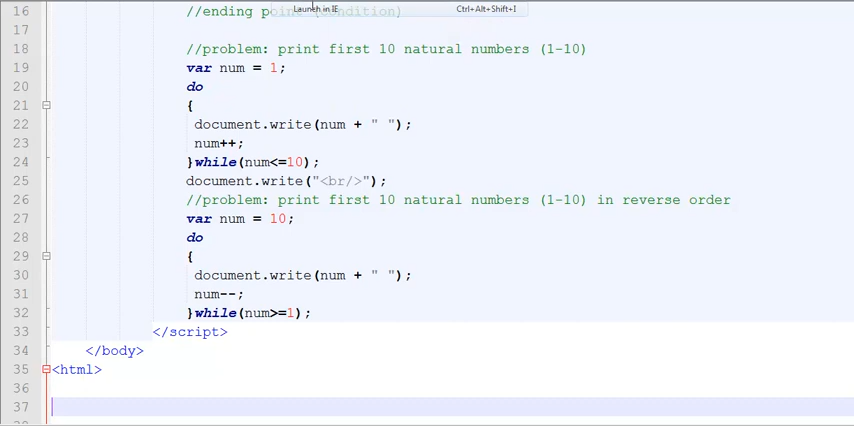 16 //ending point (condition)
Launch in IE Ctrl+Alt+Shift+I
17
18 //problem: print first 10 natural numbers (1-10)
19 var num = 1;
20 do
21 {
22 document.write(num + " ");
23 num++;
24 }while(num<=10);
25 document.write("<br/>");
26 //problem: print first 10 natural numbers (1-10) in reverse order
27 var num = 10;
28 do
29 {
30 document.write(num + " ");
31 num--;
32 }while(num>=1);
33 </script>
34 </body>
35 <html>
36
37